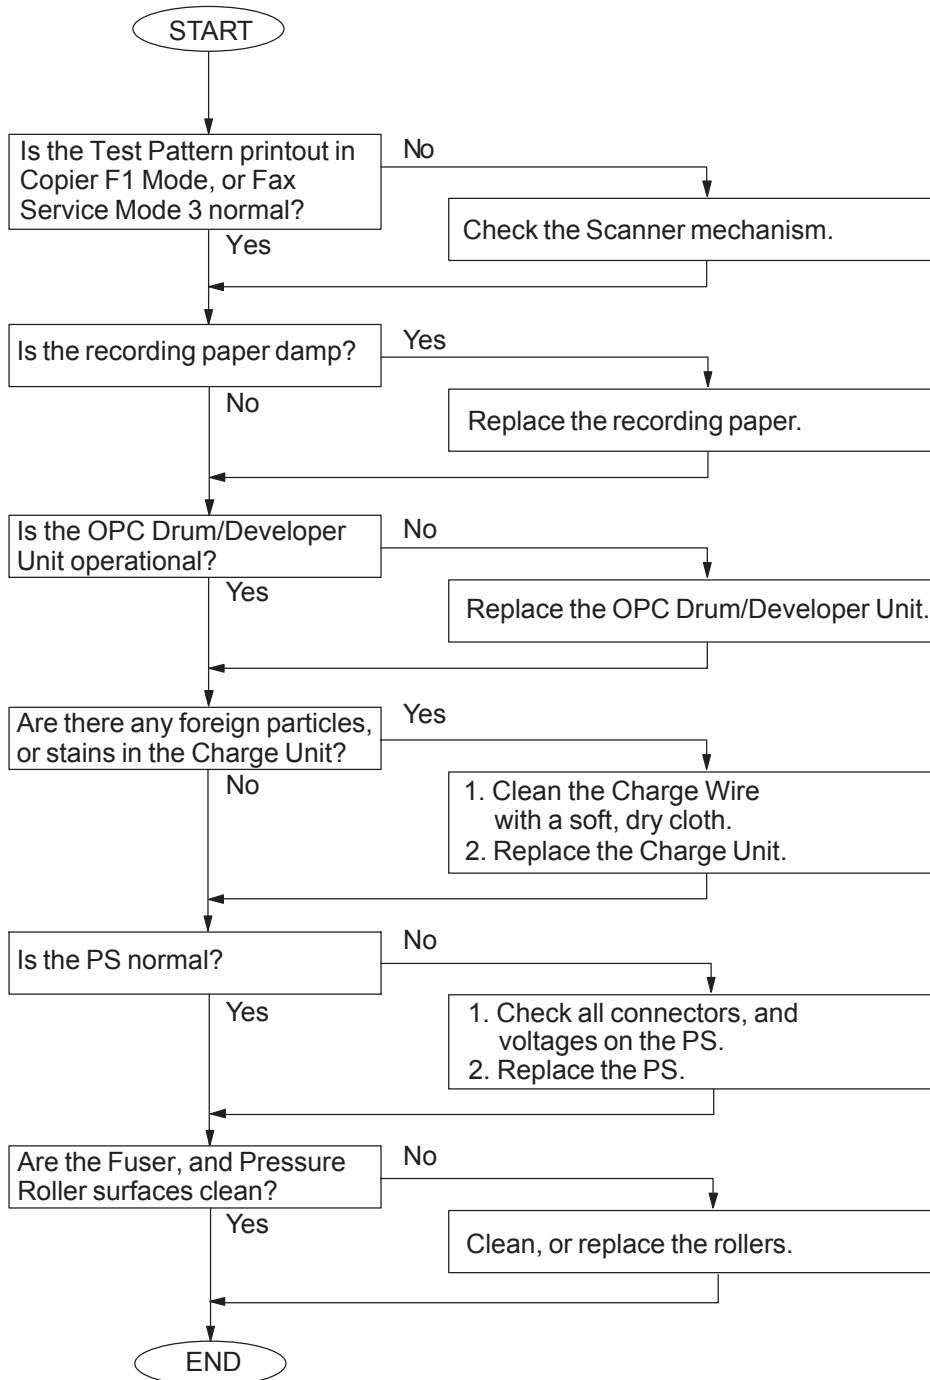 START
Is the Test Pattern printout in
Copier F1 Mode, or Fax
Service Mode 3 normal?
No
Check the Scanner mechanism.
Yes
Is the recording paper damp?
Yes
Replace the recording paper.
No
Is the OPC Drum/Developer
Unit operational?
No
Replace the OPC Drum/Developer Unit.
Yes
Are there any foreign particles,
or stains in the Charge Unit?
Yes
1. Clean the Charge Wire
with a soft, dry cloth.
2. Replace the Charge Unit.
No
Is the PS normal?
No
1. Check all connectors, and
voltages on the PS.
2. Replace the PS.
Yes
Are the Fuser, and Pressure
Roller surfaces clean?
No
Clean, or replace the rollers.
Yes
END